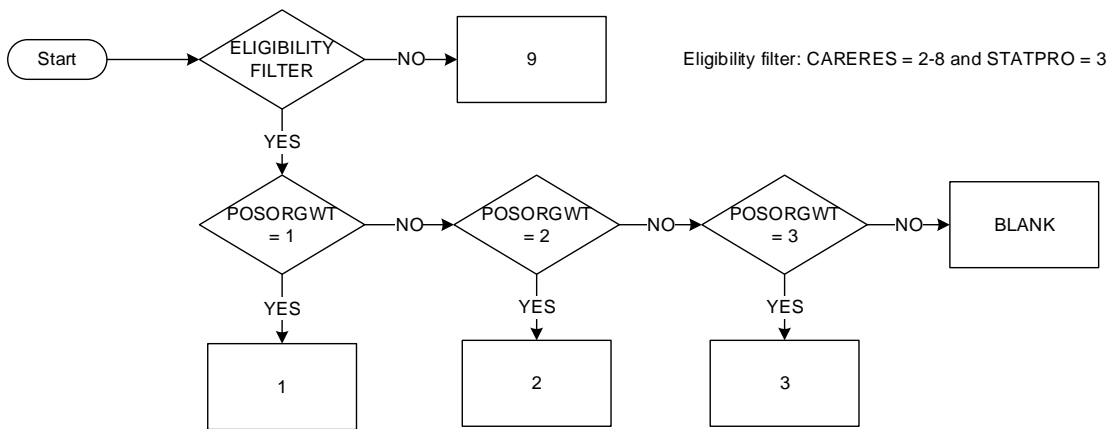 Start
ELIGIBILITY
FILTER
NO
9
Eligibility filter: CARERES = 2-8 and STATPRO = 3
YES
POSORGWT
= 1
NO
POSORGWT
= 2
NO
POSORGWT
= 3
NO
BLANK
YES
YES
YES
1
2
3